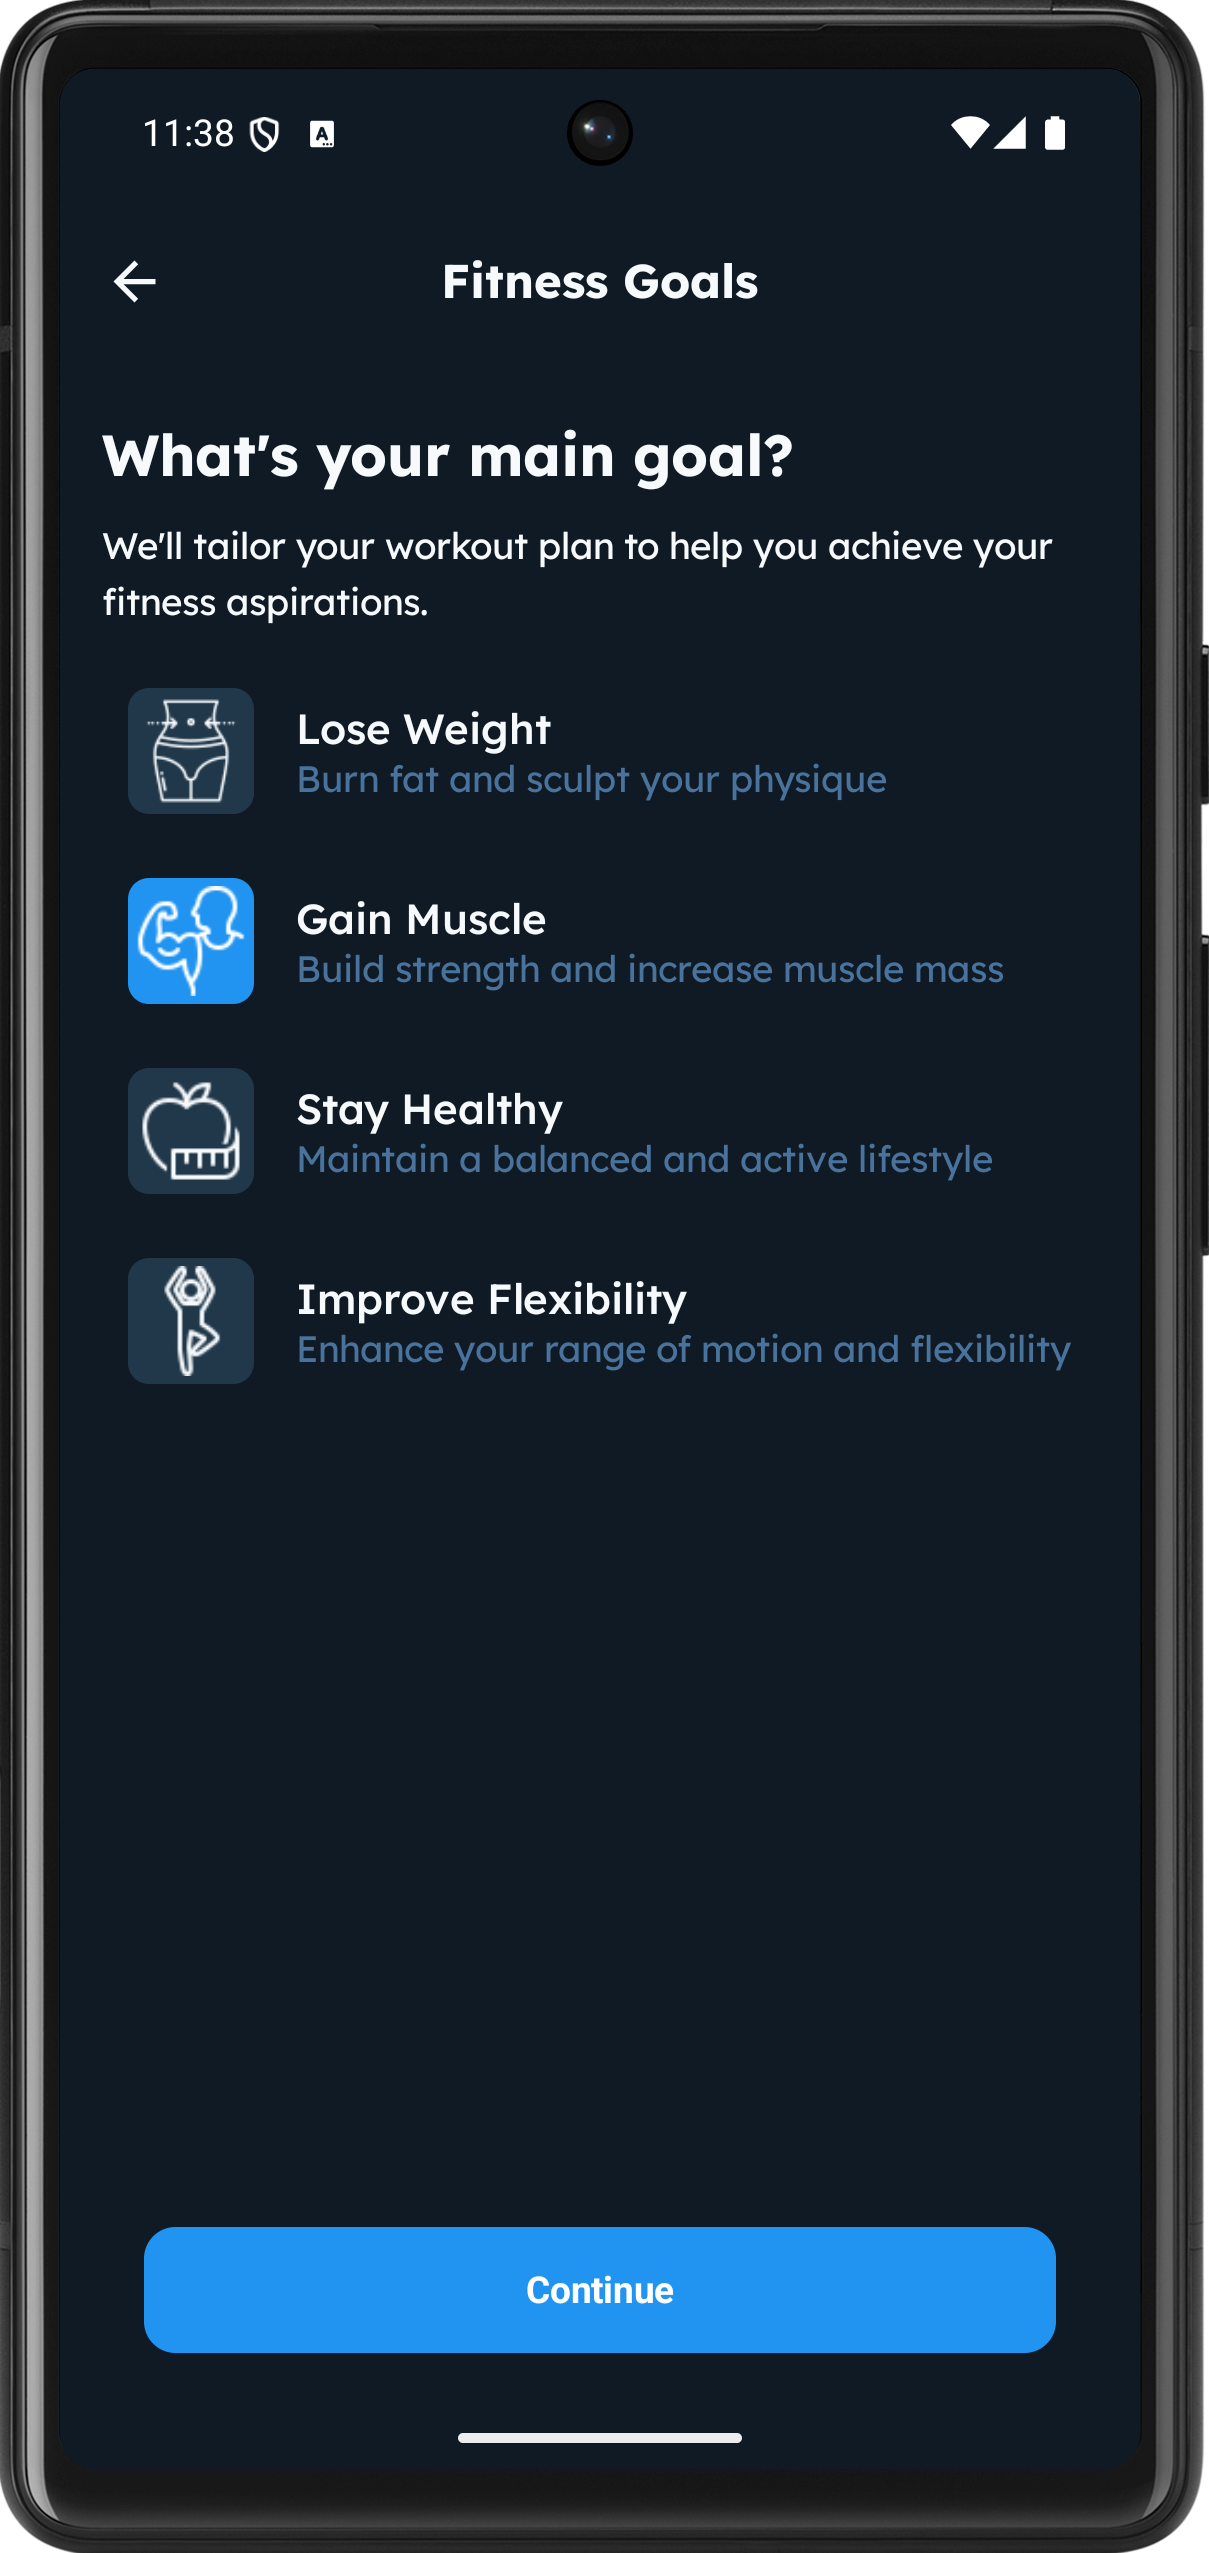 11:38
Fitness Goals
What's your main goal?
We'll tailor your workout plan to help you achieve your
fitness aspirations.
Lose Weight
Burn fat and sculpt your physique
Gain Muscle
Build strength and increase muscle mass
Stay Healthy
Maintain a balanced and active lifestyle
Improve Flexibility
Enhance your range of motion and flexibility
Continue